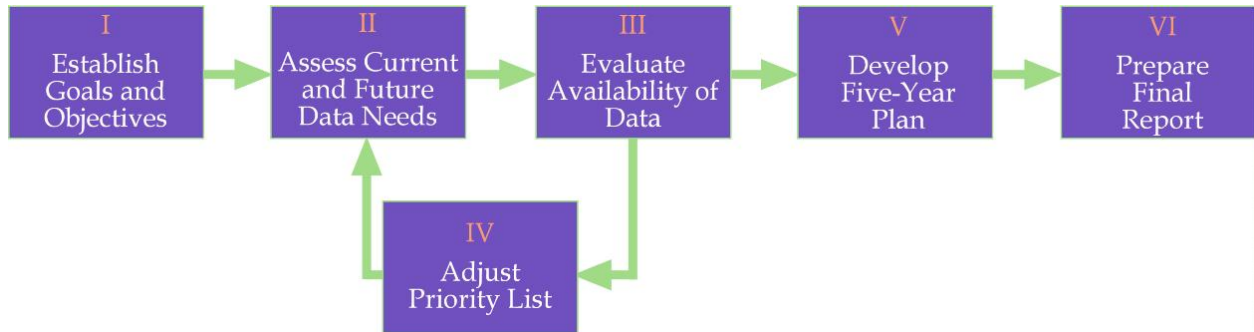 I
Establish
Goals and
Objectives
II
Assess Current
and Future
Data Needs
III
Evaluate
Availability of
Data
IV
Adjust
Priority List
V
Develop
Five-Year
Plan
VI
Prepare
Final
Report